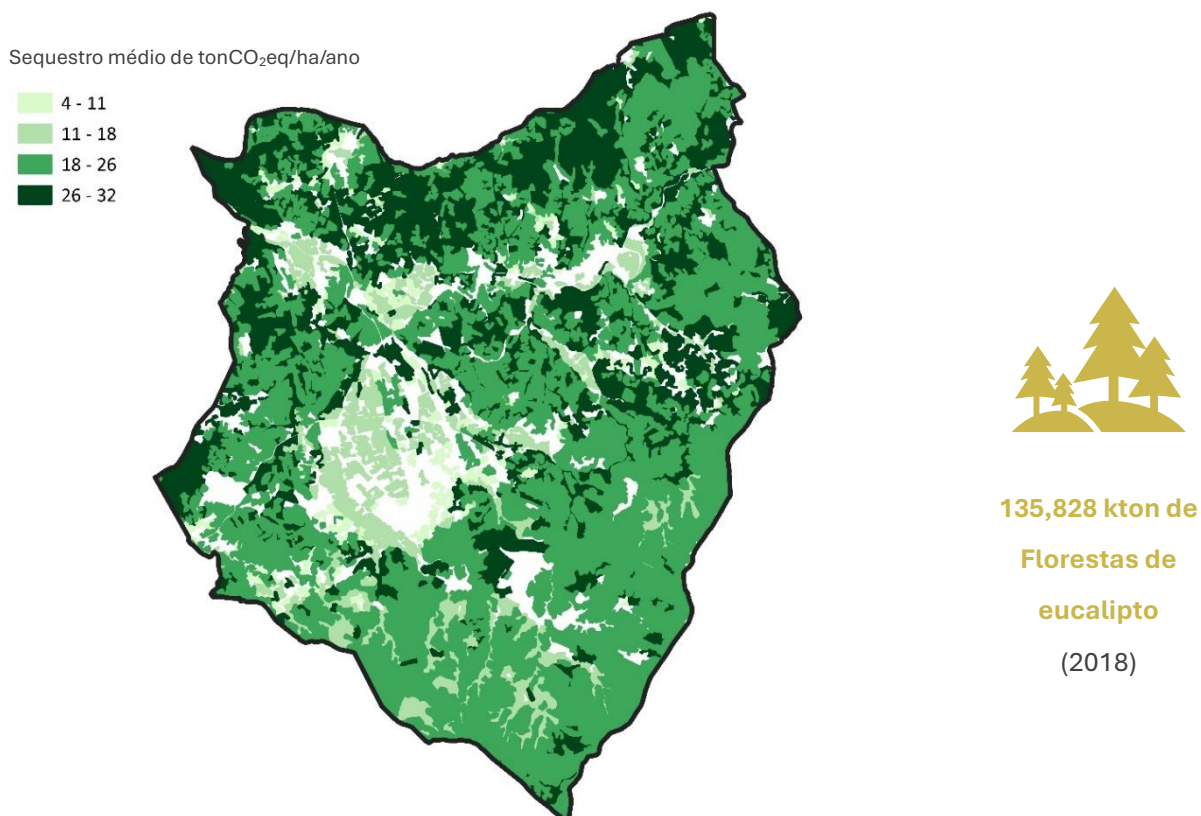 Sequestro médio de tonCO₂eq/ha/ano
4 - 11
11 - 18
18 - 26
26 - 32
135,828 kton de
Florestas de
eucalipto
(2018)